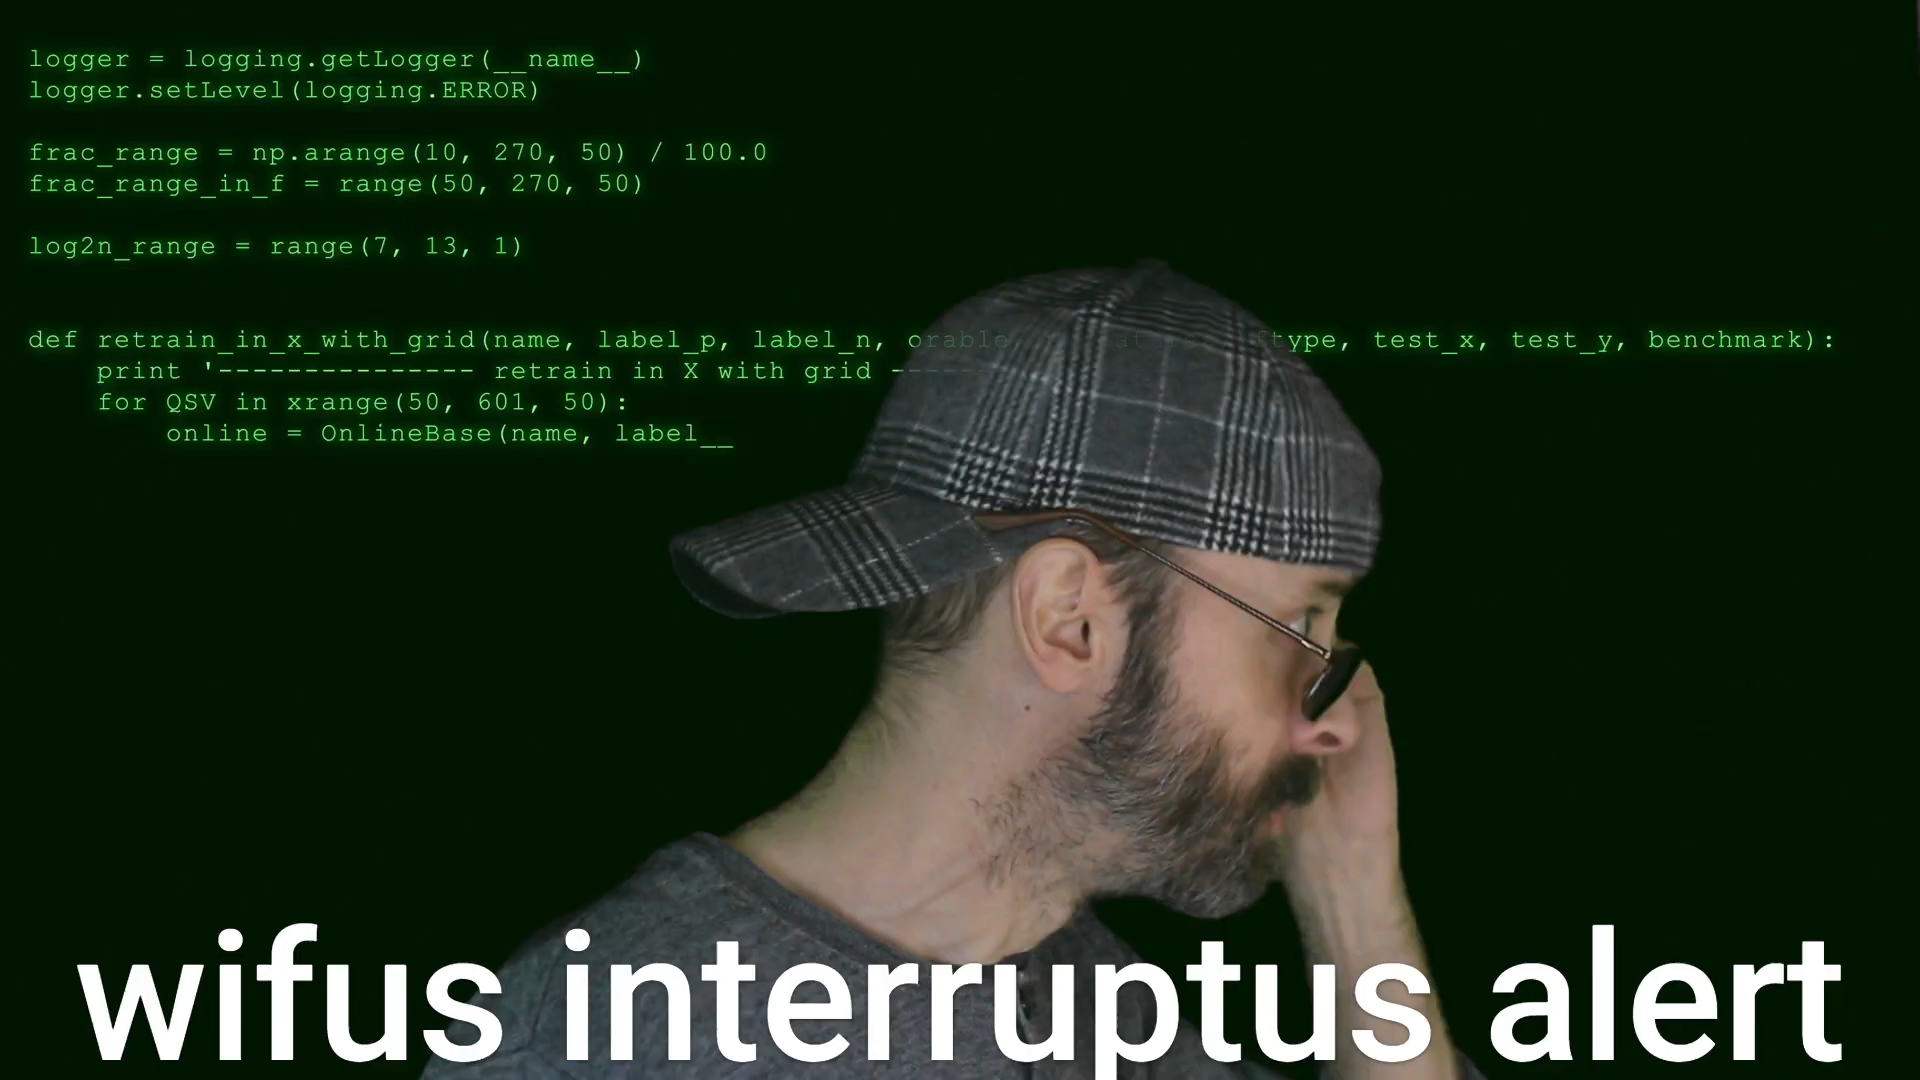 logger = logging.getLogger(__name__)
logger.setLevel(logging.ERROR)
frac_range = np.arange(10, 270, 50) / 100.0
frac_range_in_f = range(50, 270, 50)
log2n_range = range(7, 13, 1)
def retrain_in_x_with_grid(name, label_p, label_n, orable, type, test_x, test_y, benchmark):
print '--------------- retrain in X with grid ------
for QSV in xrange(50, 601, 50):
online = OnlineBase(name, label__
wifus interruptus alert